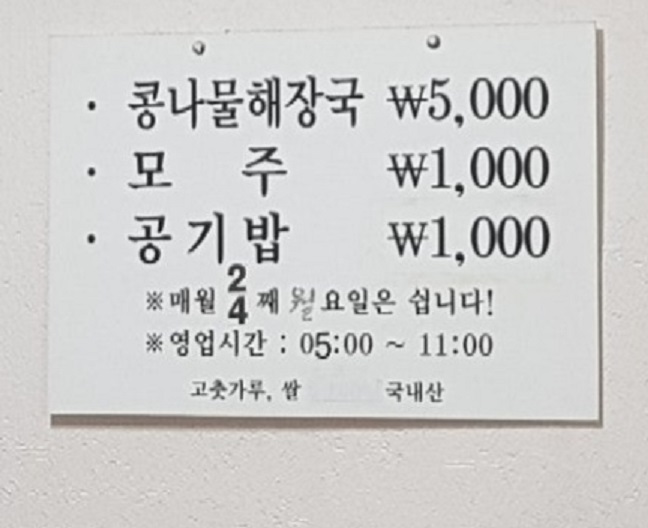 · 콩나물해장국 ₩5,000
· 모 주 ₩1,000
· 공기밥 ₩1,000
※매월 2 4 째 월요일은 쉽니다!
※영업시간 : 05:00 ~ 11:00
고춧가루, 쌀 국내산